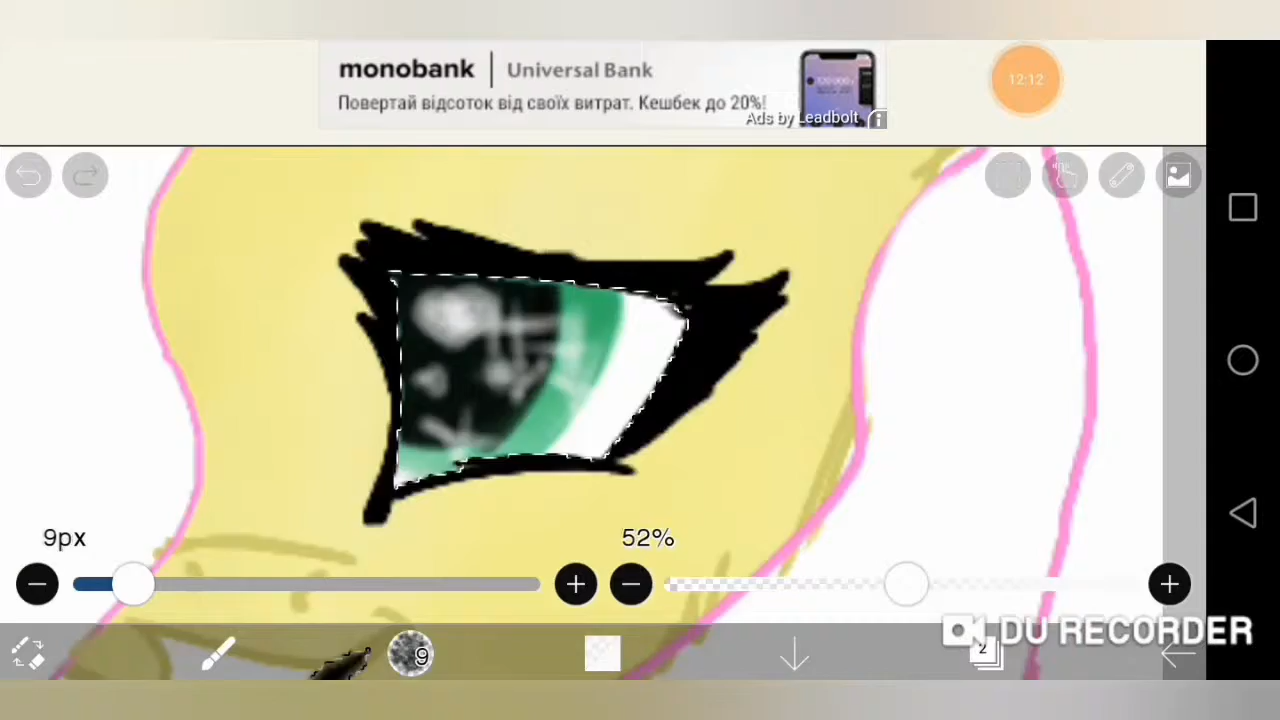 monobank | Universal Bank
Повертай відсоток від своїх витрат. Кешбек до 20%!
Ads by Leadbolt
12:12
9px
52%
9
2
DU RECORDER